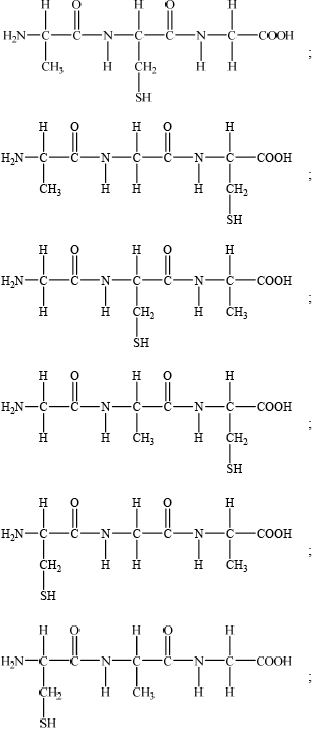 H O H O H
H₂N—C—C—N—C—C—N—C—COOH ;
CH₃ H CH₂ H H
SH
H O H O H
H₂N—C—C—N—C—C—N—C—COOH ;
CH₃ H H H CH₂
SH
H O H O H
H₂N—C—C—N—C—C—N—C—COOH ;
H H CH₂ H CH₃
SH
H O H O H
H₂N—C—C—N—C—C—N—C—COOH ;
H H CH₃ H CH₂
SH
H O H O H
H₂N—C—C—N—C—C—N—C—COOH ;
CH₂ H H H CH₃
SH
H O H O H
H₂N—C—C—N—C—C—N—C—COOH ;
CH₂ H CH₃ H H
SH